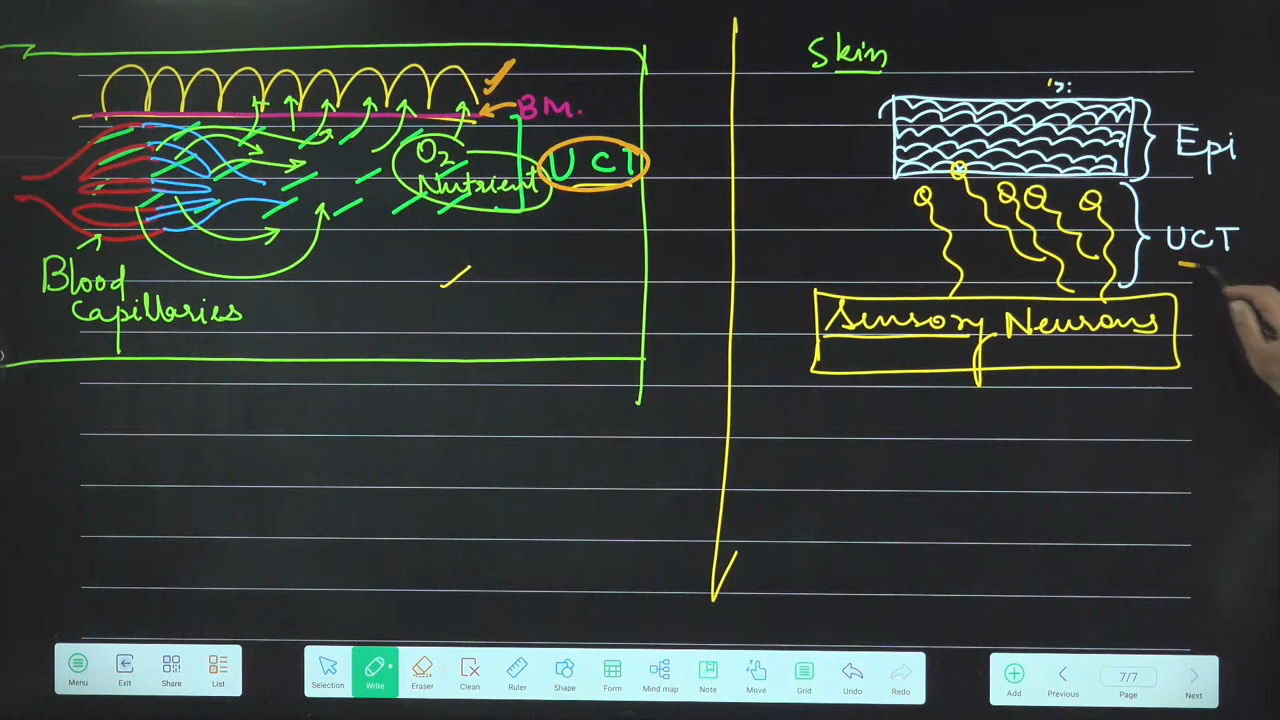 B.M.
O2
Nutrient
UCT
Blood
Capillaries
Skin
Epi
UCT
Sensory Neurons
Menu
Exit
Share
List
Selection
Write
Eraser
Clean
Ruler
Shape
Form
Mind map
Note
Move
Grid
Undo
Redo
Add
Previous
7/7
Page
Next